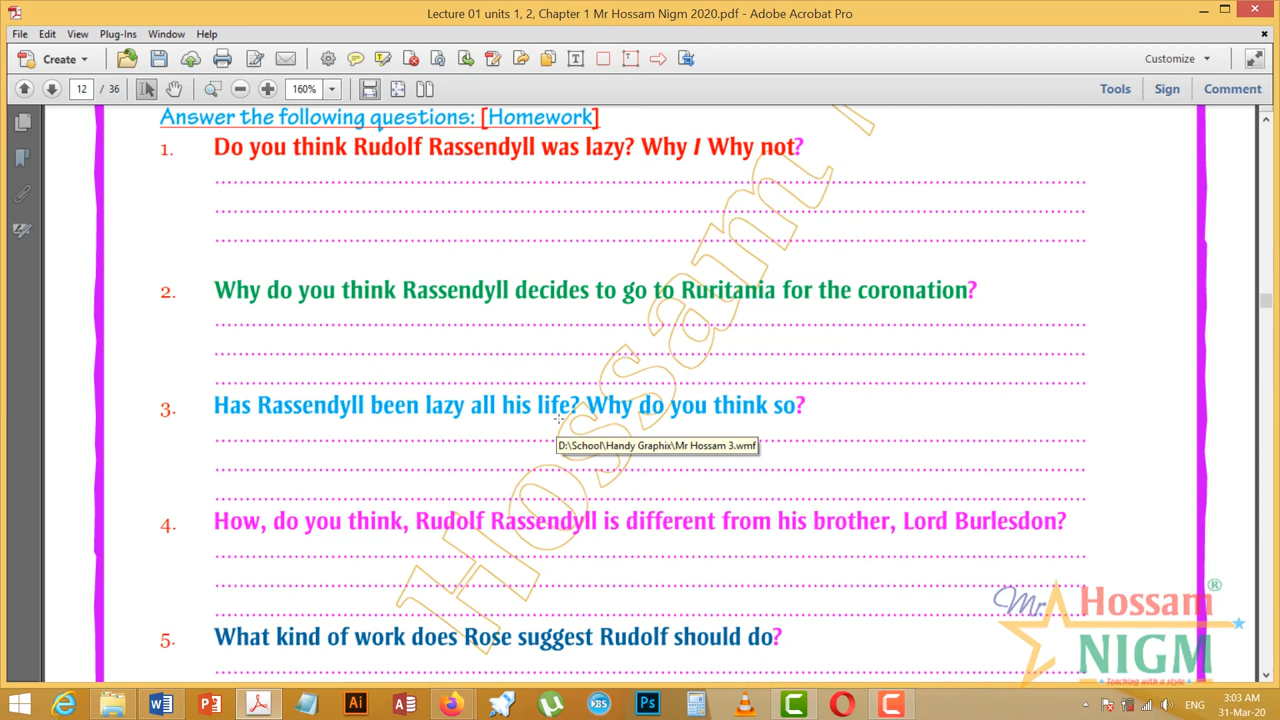 Lecture 01 units 1, 2, Chapter 1 Mr Hossam Nigm 2020.pdf - Adobe Acrobat Pro
File Edit View Plug-Ins Window Help
Create Customize
12 / 36 160% Tools Sign Comment
Answer the following questions: [Homework]
1. Do you think Rudolf Rassendyll was lazy? Why / Why not?
2. Why do you think Rassendyll decides to go to Ruritania for the coronation?
3. Has Rassendyll been lazy all his life? Why do you think so?
D:\School\Handy Graphix\Mr Hossam 3.wmf
4. How, do you think, Rudolf Rassendyll is different from his brother, Lord Burlesdon?
5. What kind of work does Rose suggest Rudolf should do?
Hossam
Mr. Hossam®
NIGM
Teaching with a style
ENG 3:03 AM
31-Mar-20